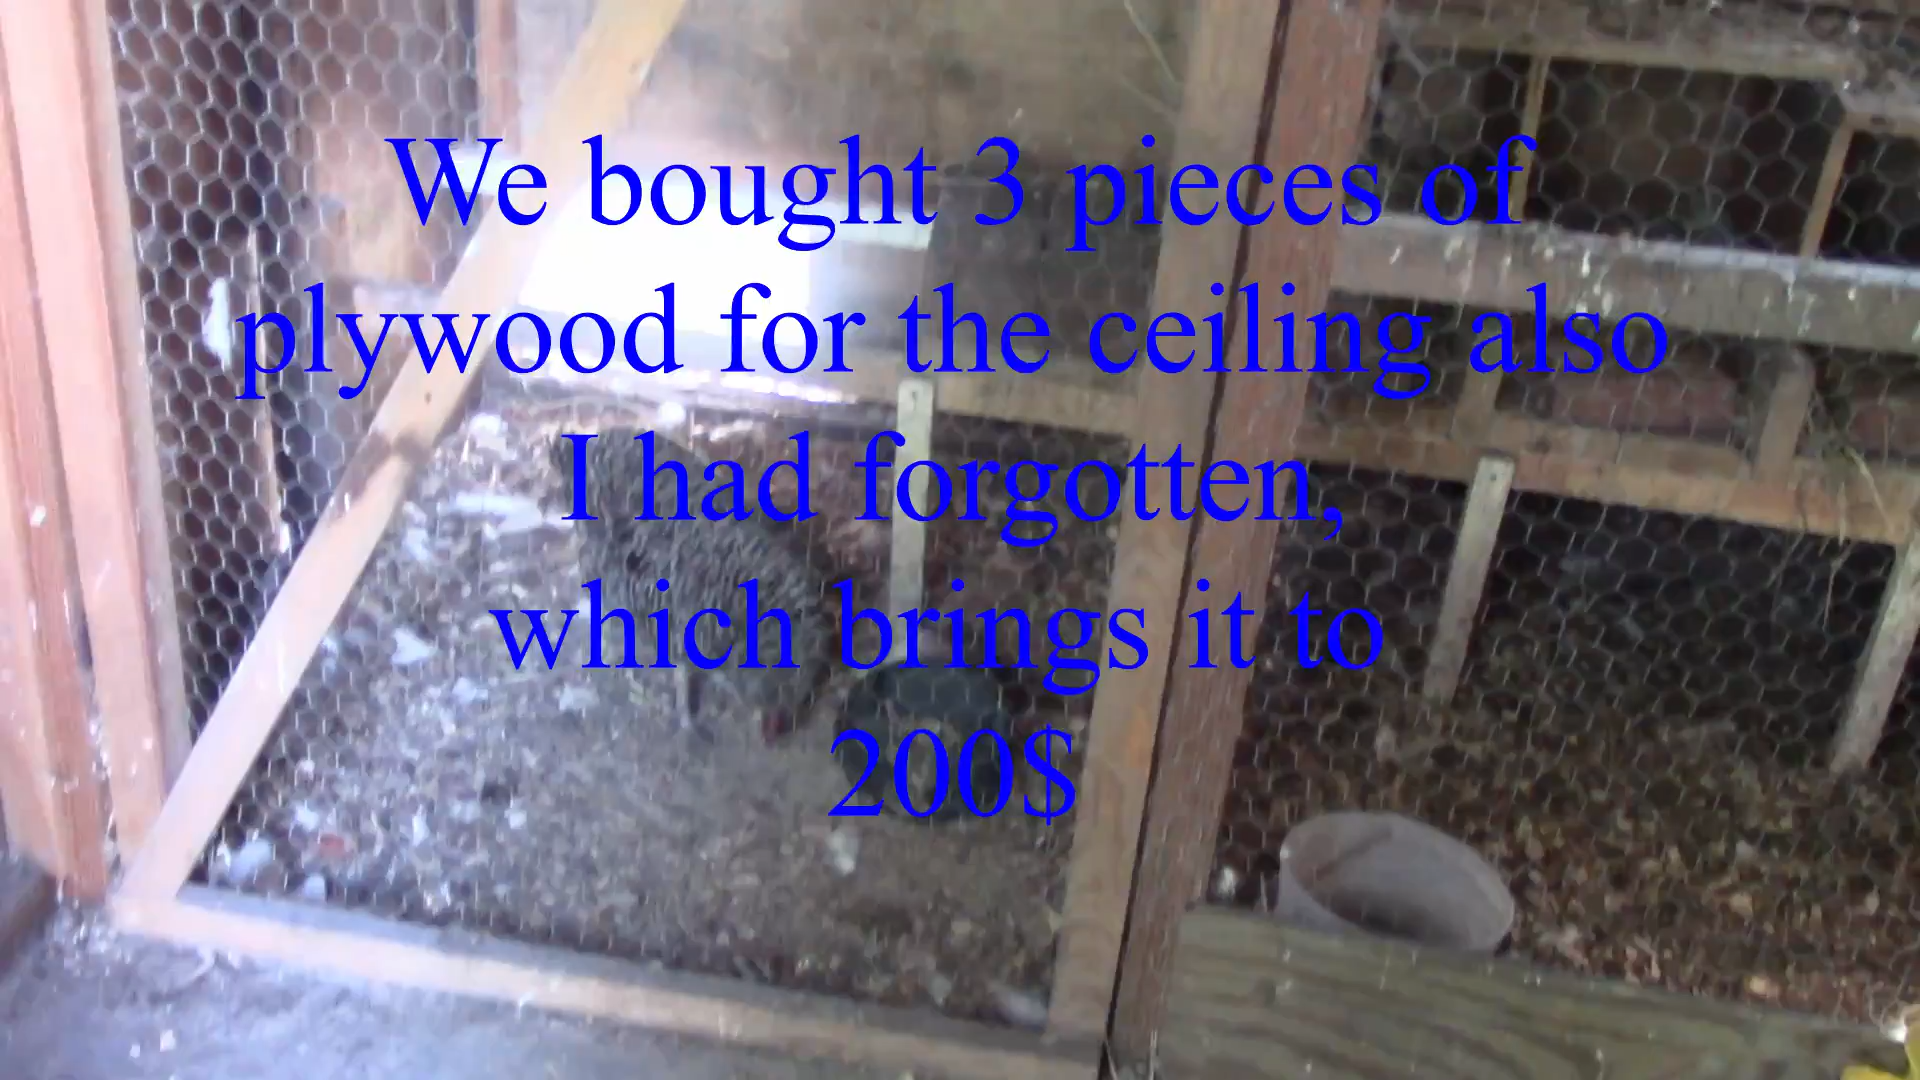 We bought 3 pieces of
plywood for the ceiling also
I had forgotten,
which brings it to
200$